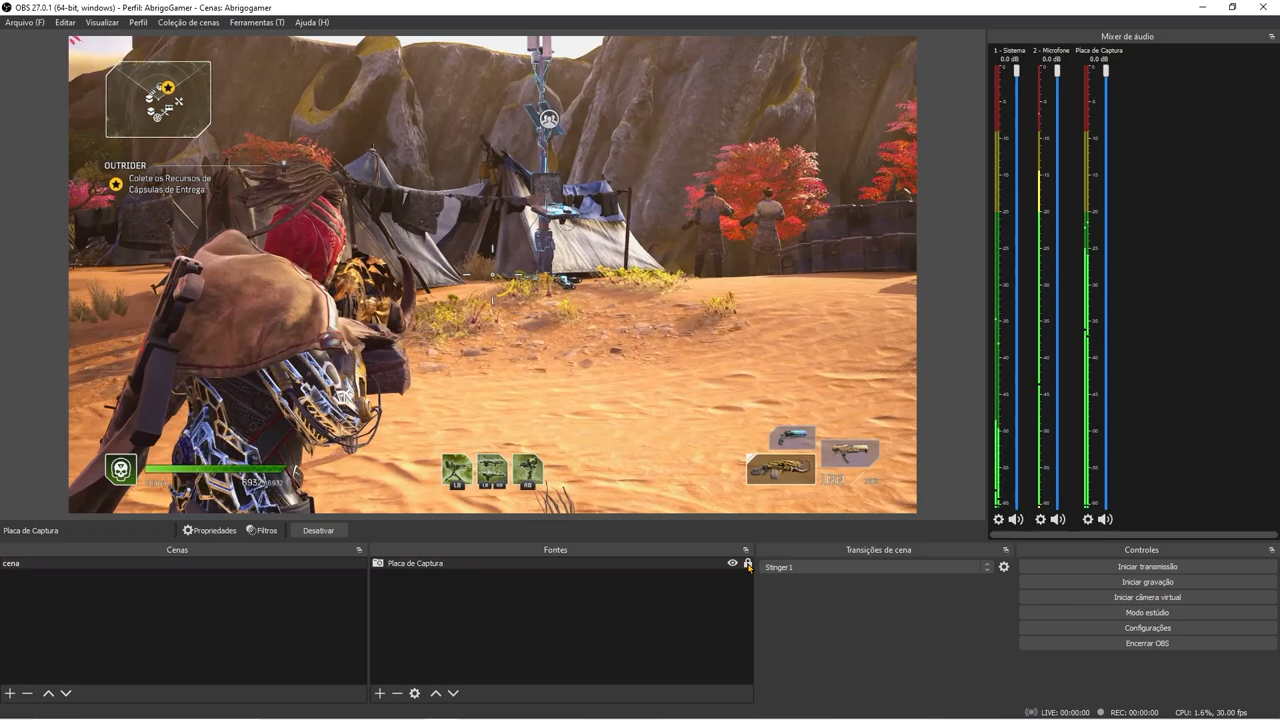 OBS 27.0.1 (64-bit, windows) - Perfil: AbrigoGamer - Cenas: Abrigogamer
Arquivo (F) Editar Visualizar Perfil Coleção de cenas Ferramentas (T) Ajuda (H)
Mixer de áudio
1 - Sistema 2 - Microfone Placa de Captura
0.0 dB 0.0 dB 0.0 dB
OUTRIDER
Colete os Recursos de
Cápsulas de Entrega.
LB LB RB RB
Placa de Captura Propriedades Filtros Desativar
Cenas Fontes Transições de cena Controles
cena
Placa de Captura
Stinger1
Iniciar transmissão
Iniciar gravação
Iniciar câmera virtual
Modo estúdio
Configurações
Encerrar OBS
LIVE: 00:00:00 REC: 00:00:00 CPU: 1.6%, 30.00 fps